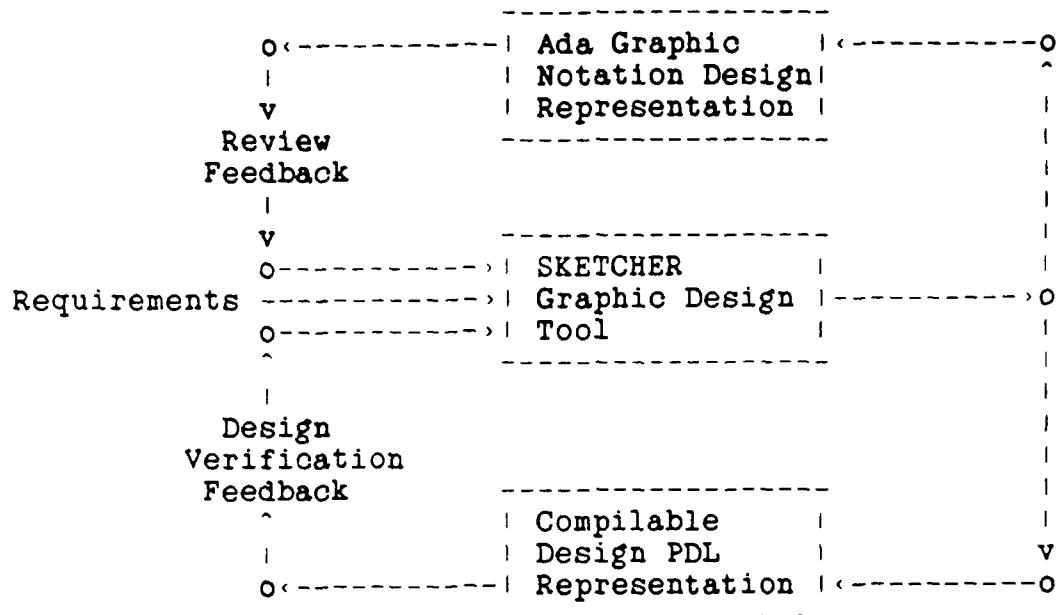 Ada Graphic
Notation Design
Representation
Review
Feedback
SKETCHER
Requirements
Graphic Design
Tool
Design
Verification
Feedback
Compilable
Design PDL
Representation